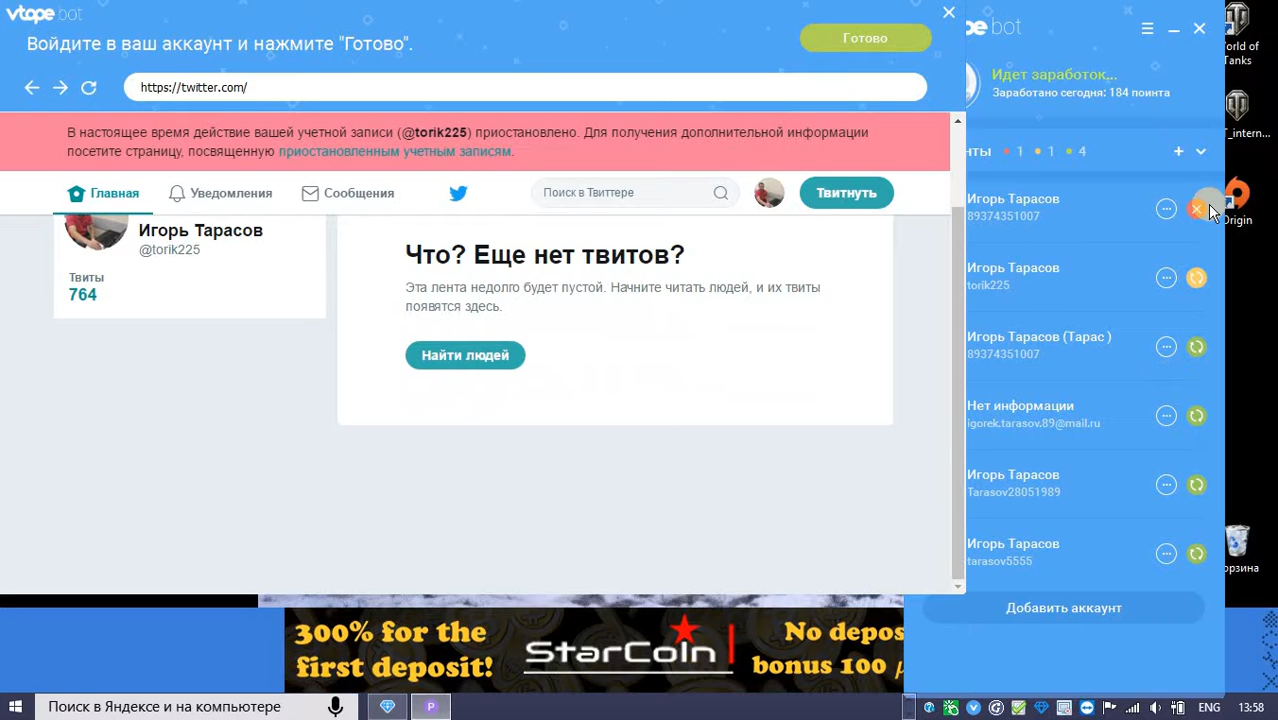 vtope bot
Войдите в ваш аккаунт и нажмите "Готово".
Готово
https://twitter.com/
В настоящее время действие вашей учетной записи (@torik225) приостановлено. Для получения дополнительной информации
посетите страницу, посвященную приостановленным учетным записям.
Главная
Уведомления
Сообщения
Поиск в Твиттере
Твитнуть
Игорь Тарасов
@torik225
Твиты
764
Что? Еще нет твитов?
Эта лента недолго будет пустой. Начните читать людей, и их твиты
появятся здесь.
Найти людей
pe bot
Идет заработок...
Заработано сегодня: 184 поинта
нты 1 1 4
Игорь Тарасов
89374351007
Игорь Тарасов
torik225
Игорь Тарасов (Тарас )
89374351007
Нет информации
igorek.tarasov.89@mail.ru
Игорь Тарасов
Tarasov28051989
Игорь Тарасов
tarasov5555
Добавить аккаунт
orld of
Tanks
T_intern...
Origin
орзина
300% for the
first deposit!
StarCoin
No depos
bonus 100
Поиск в Яндексе и на компьютере
P
ENG
13:58